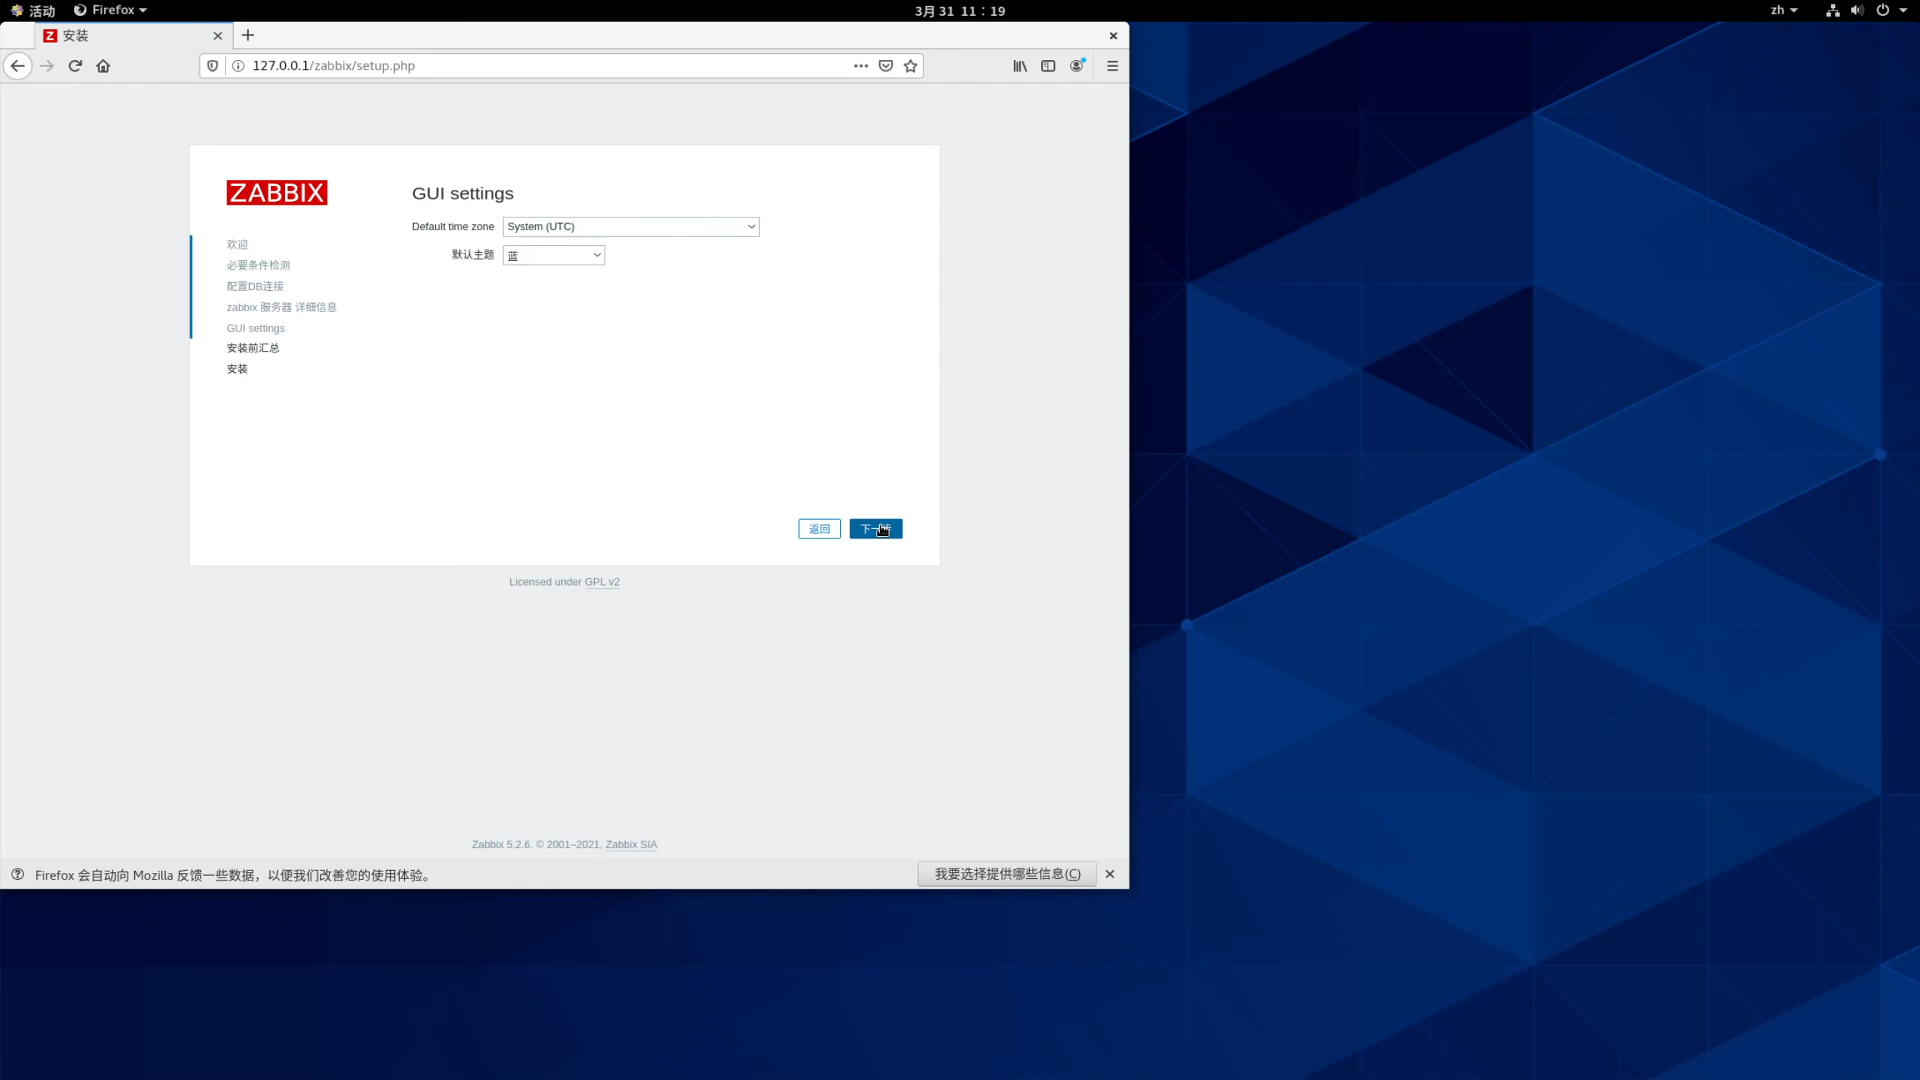 活动 Firefox 3月 31 11：19 zh
安装
127.0.0.1/zabbix/setup.php
ZABBIX
GUI settings
Default time zone System (UTC)
默认主题 蓝
欢迎
必要条件检测
配置DB连接
zabbix 服务器 详细信息
GUI settings
安装前汇总
安装
返回 下一步
Licensed under GPL v2
Zabbix 5.2.6. © 2001–2021, Zabbix SIA
Firefox 会自动向 Mozilla 反馈一些数据，以便我们改善您的使用体验。 我要选择提供哪些信息(C)